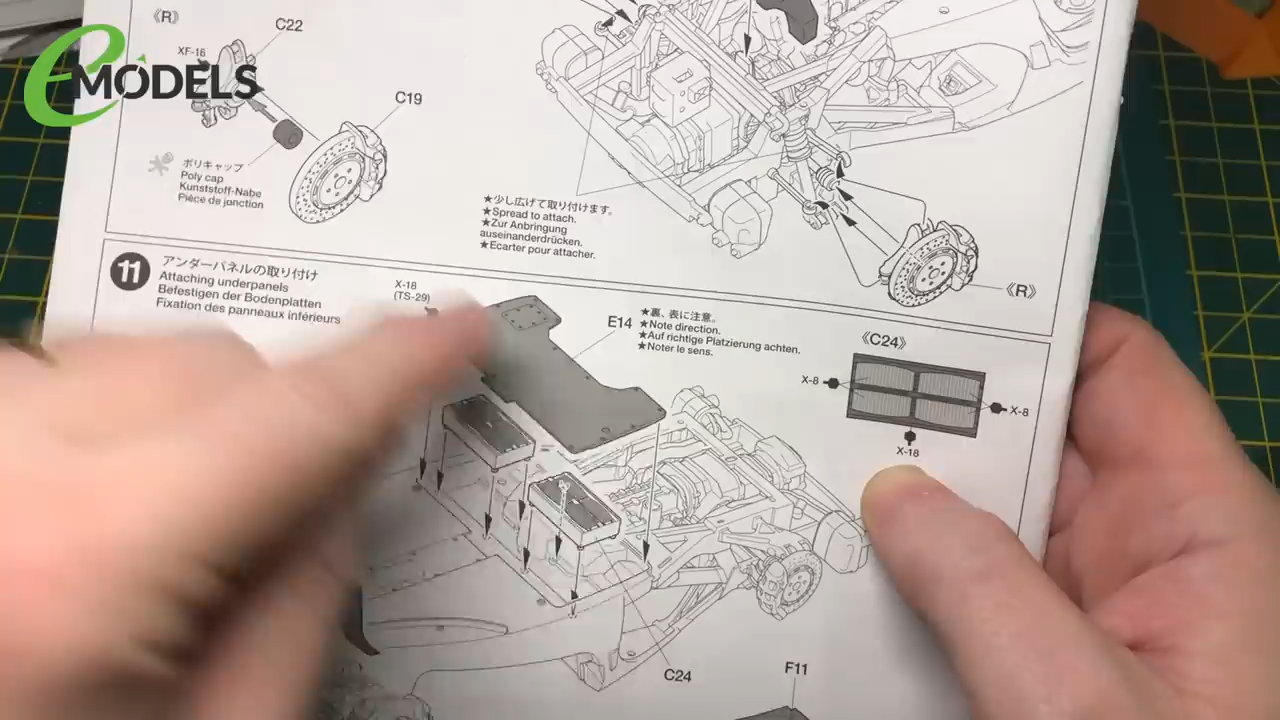 eMODELS
《R》
C22
XF-16
C19
ポリキャップ
Poly cap
Kunststoff-Nabe
Pièce de jonction
★少し広げて取り付けます。
★Spread to attach.
★Zur Anbringung
auseinanderdrücken.
★Ecarter pour attacher.
《R》
11
アンダーパネルの取り付け
Attaching underpanels
Befestigen der Bodenplatten
Fixation des panneaux inférieurs
X-18
(TS-29)
E14
★裏、表に注意。
★Note direction.
★Auf richtige Platzierung achten.
★Noter le sens.
《C24》
X-8
X-8
X-18
C24
F11